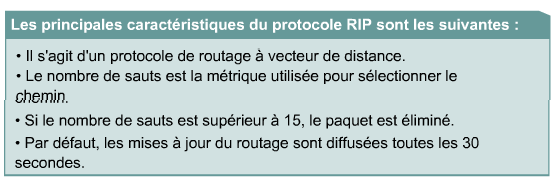 Les principales caractéristiques du protocole RIP sont les suivantes :
• Il s'agit d'un protocole de routage à vecteur de distance.
• Le nombre de sauts est la métrique utilisée pour sélectionner le
chemin.
• Si le nombre de sauts est supérieur à 15, le paquet est éliminé.
• Par défaut, les mises à jour du routage sont diffusées toutes les 30
secondes.